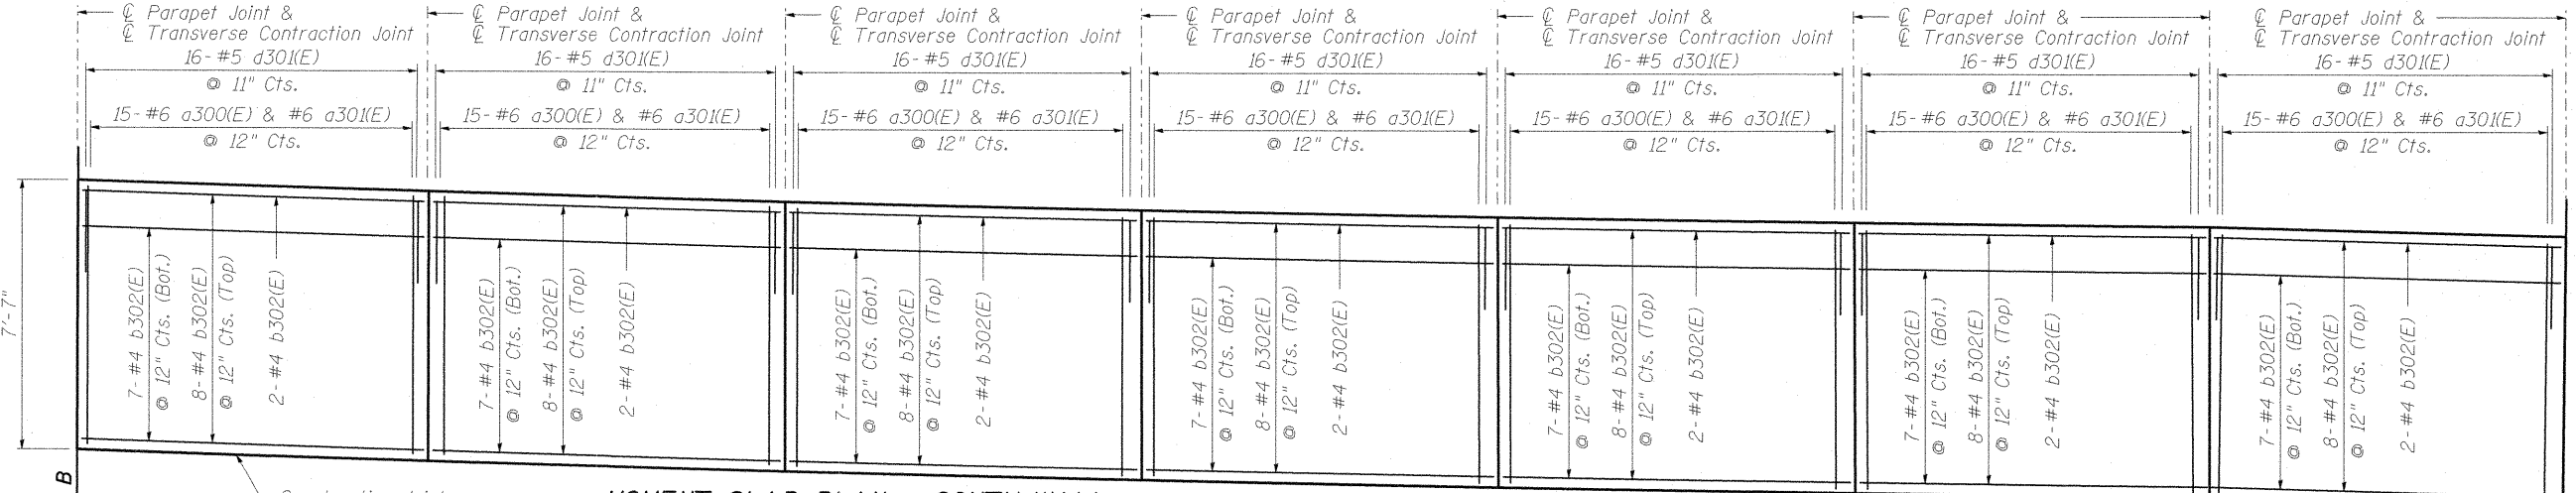 ℄ Parapet Joint &
℄ Transverse Contraction Joint
16-#5 d301(E)
@ 11" Cts.
15-#6 a300(E) & #6 a301(E)
@ 12" Cts.
℄ Parapet Joint &
℄ Transverse Contraction Joint
16-#5 d301(E)
@ 11" Cts.
15-#6 a300(E) & #6 a301(E)
@ 12" Cts.
℄ Parapet Joint &
℄ Transverse Contraction Joint
16-#5 d301(E)
@ 11" Cts.
15-#6 a300(E) & #6 a301(E)
@ 12" Cts.
℄ Parapet Joint &
℄ Transverse Contraction Joint
16-#5 d301(E)
@ 11" Cts.
15-#6 a300(E) & #6 a301(E)
@ 12" Cts.
℄ Parapet Joint &
℄ Transverse Contraction Joint
16-#5 d301(E)
@ 11" Cts.
15-#6 a300(E) & #6 a301(E)
@ 12" Cts.
℄ Parapet Joint &
℄ Transverse Contraction Joint
16-#5 d301(E)
@ 11" Cts.
15-#6 a300(E) & #6 a301(E)
@ 12" Cts.
℄ Parapet Joint &
℄ Transverse Contraction Joint
16-#5 d301(E)
@ 11" Cts.
15-#6 a300(E) & #6 a301(E)
@ 12" Cts.
7'-7"
7-#4 b302(E)
@ 12" Cts. (Bot.)
8-#4 b302(E)
@ 12" Cts. (Top)
2-#4 b302(E)
7-#4 b302(E)
@ 12" Cts. (Bot.)
8-#4 b302(E)
@ 12" Cts. (Top)
2-#4 b302(E)
7-#4 b302(E)
@ 12" Cts. (Bot.)
8-#4 b302(E)
@ 12" Cts. (Top)
2-#4 b302(E)
7-#4 b302(E)
@ 12" Cts. (Bot.)
8-#4 b302(E)
@ 12" Cts. (Top)
2-#4 b302(E)
7-#4 b302(E)
@ 12" Cts. (Bot.)
8-#4 b302(E)
@ 12" Cts. (Top)
2-#4 b302(E)
7-#4 b302(E)
@ 12" Cts. (Bot.)
8-#4 b302(E)
@ 12" Cts. (Top)
2-#4 b302(E)
7-#4 b302(E)
@ 12" Cts. (Bot.)
8-#4 b302(E)
@ 12" Cts. (Top)
2-#4 b302(E)
B